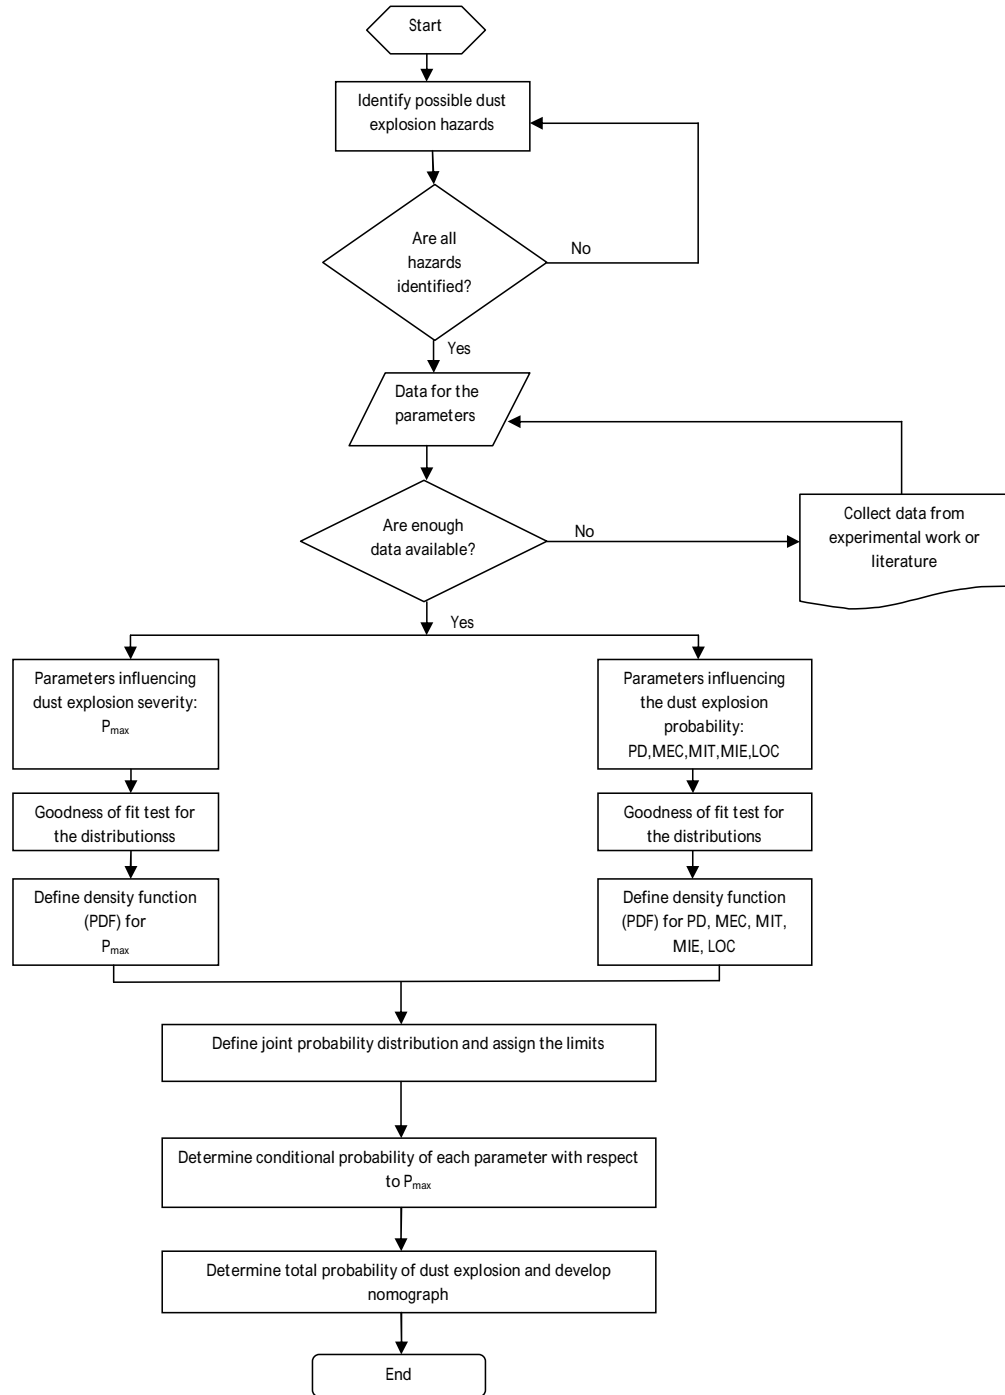 Start
Identify possible dust
explosion hazards
Are all
hazards
identified?
No
Yes
Data for the
parameters
Are enough
data available?
No
Collect data from
experimental work or
literature
Yes
Parameters influencing
dust explosion severity:
Pmax
Parameters influencing
the dust explosion
probability:
PD,MEC,MIT,MIE,LOC
Goodness of fit test for
the distributionss
Goodness of fit test for
the distributions
Define density function
(PDF) for
Pmax
Define density function
(PDF) for PD, MEC, MIT,
MIE, LOC
Define joint probability distribution and assign the limits
Determine conditional probability of each parameter with respect
to Pmax
Determine total probability of dust explosion and develop
nomograph
End